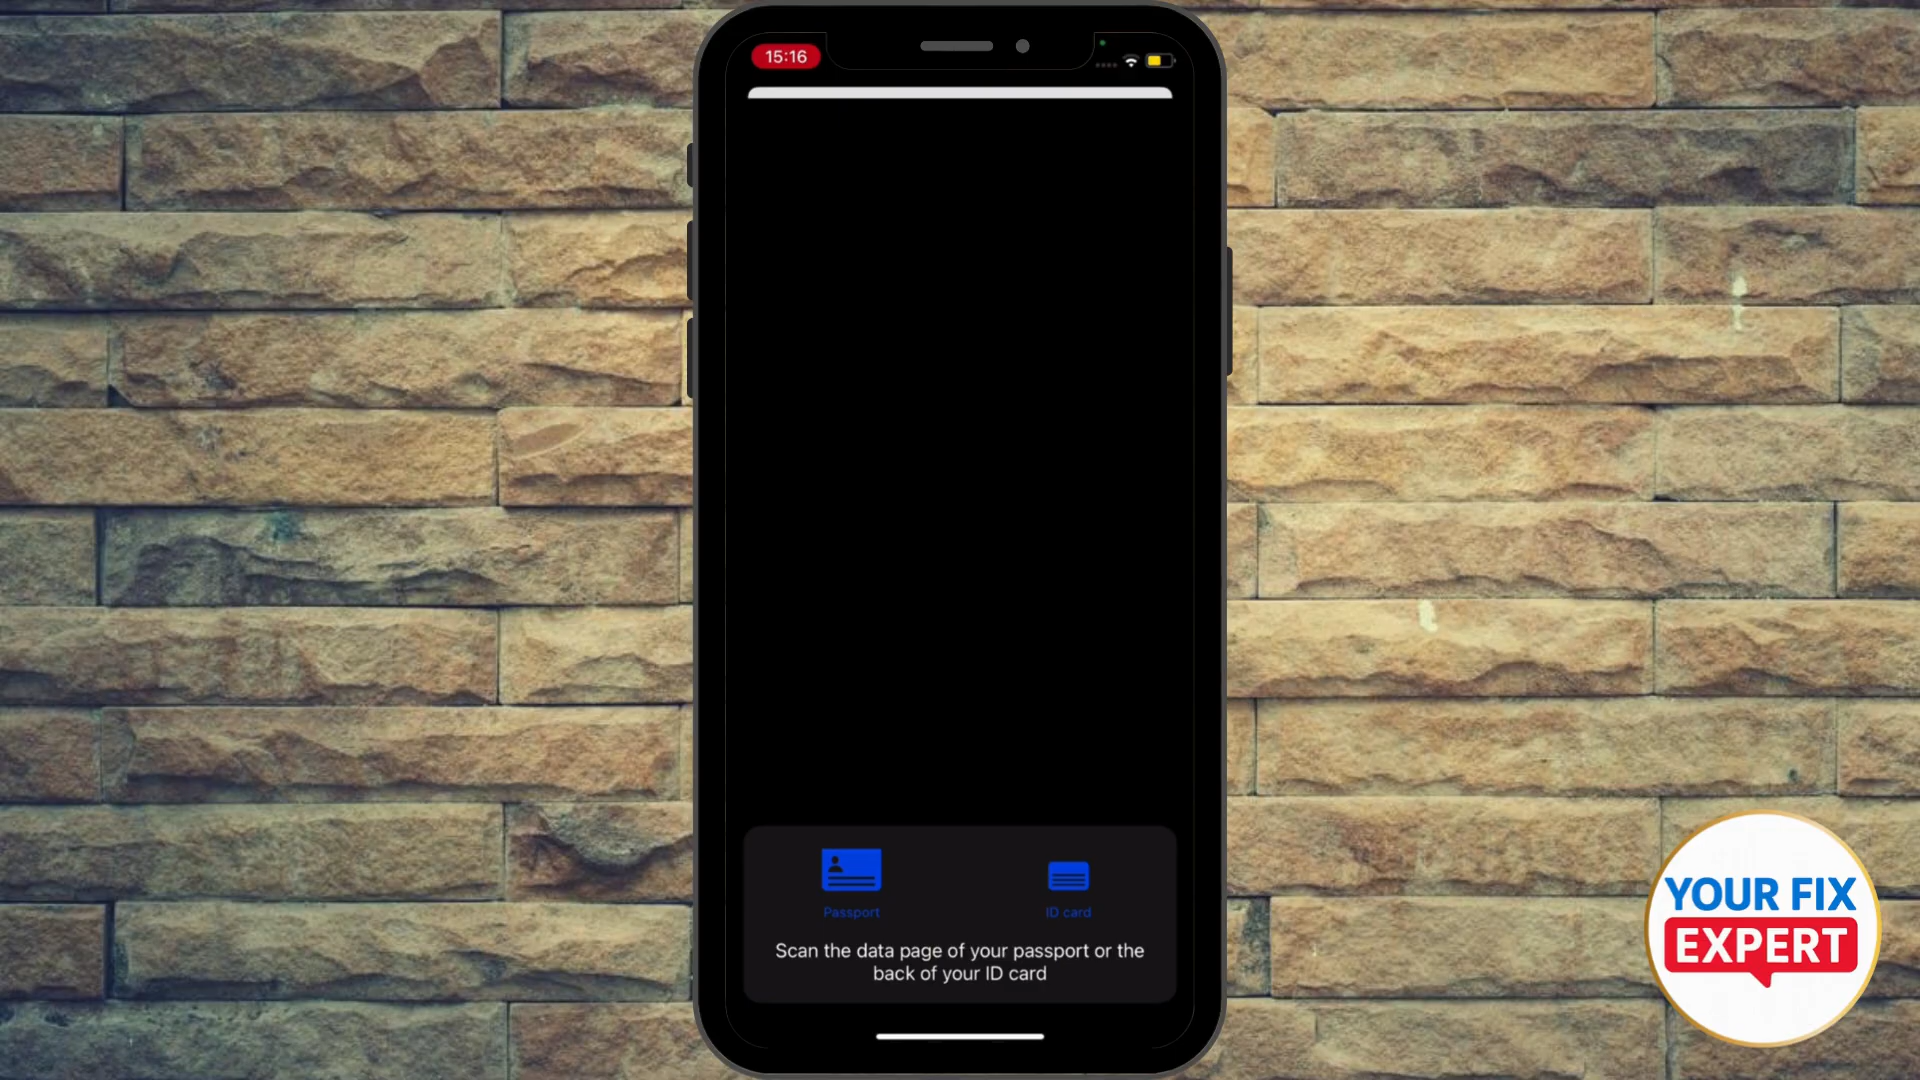 15:16
Passport
ID card
Scan the data page of your passport or the
back of your ID card
YOUR FIX
EXPERT